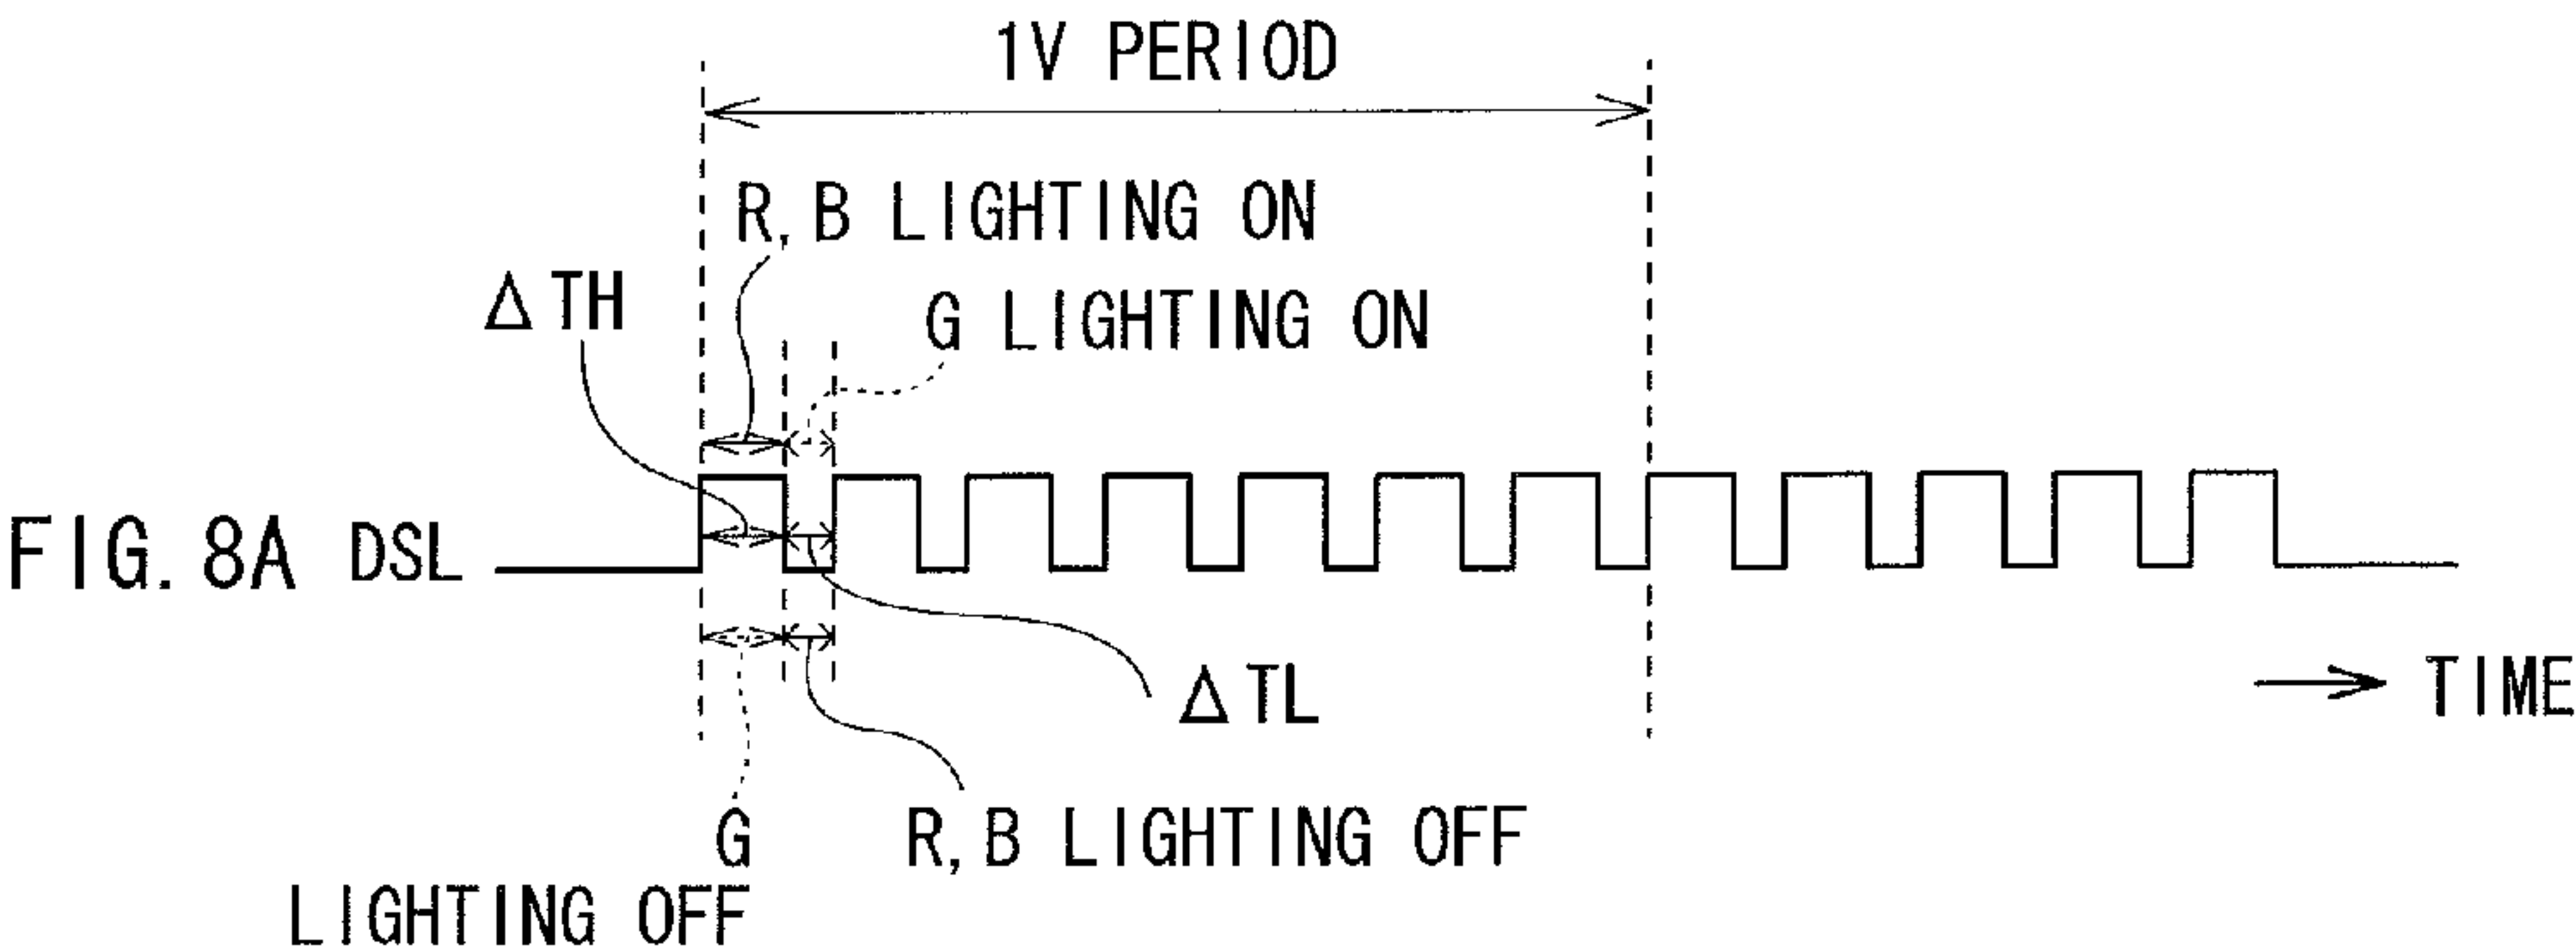 1V PERIOD
R, B LIGHTING ON
ΔTH
G LIGHTING ON
FIG. 8A DSL
ΔTL
TIME
G
LIGHTING OFF
R, B LIGHTING OFF